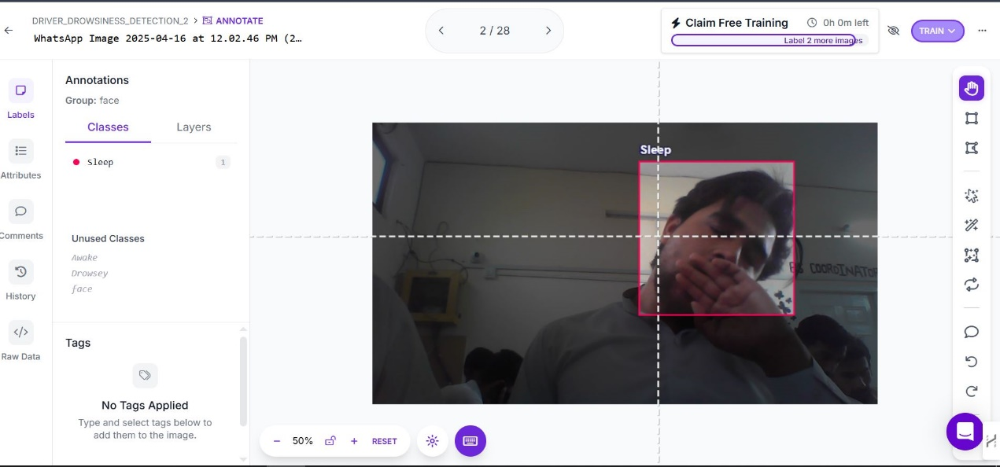 DRIVER_DROWSINESS_DETECTION_2 > ANNOTATE
WhatsApp Image 2025-04-16 at 12.02.46 PM (2…
2 / 28
Claim Free Training
0h 0m left
Label 2 more images
TRAIN
Labels
Attributes
Comments
History
Raw Data
Annotations
Group: face
Classes
Layers
Sleep
1
Unused Classes
Awake
Drowsey
face
Tags
No Tags Applied
Type and select tags below to
add them to the image.
Sleep
COORDINATOR
50%
RESET